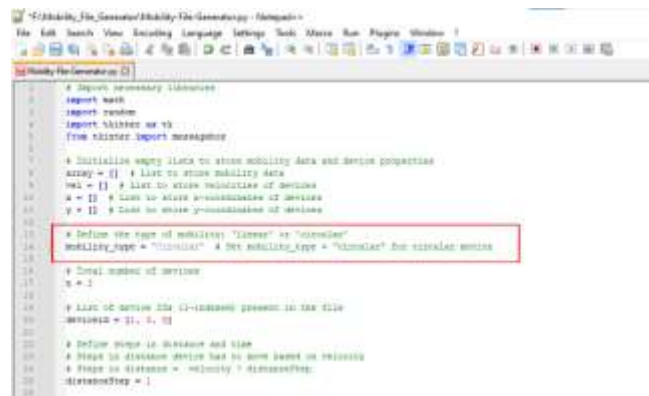 *F:\Mobility_File_Generator\Mobility-File-Generator.py - Notepad++
File Edit Search View Encoding Language Settings Tools Macro Run Plugins Window ?
Mobility-File-Generator.py
# Import necessary libraries
import math
import random
import tkinter as tk
from tkinter import messagebox
# Initialize empty lists to store mobility data and device properties
array = [] # List to store mobility data
vel = [] # List to store velocities of devices
x = [] # List to store x-coordinates of devices
y = [] # List to store y-coordinates of devices
# Define the type of mobility: "linear" or "circular"
mobility_type = "Circular" # Set mobility_type = "circular" for circular motion
# Total number of devices
n = 3
# List of device IDs (1-indexed) present in the file
deviceid = [1,
# Define steps in distance and time
# Steps in distance device has to move based on velocity
# Steps in distance = velocity * distanceStep
distanceStep = 1